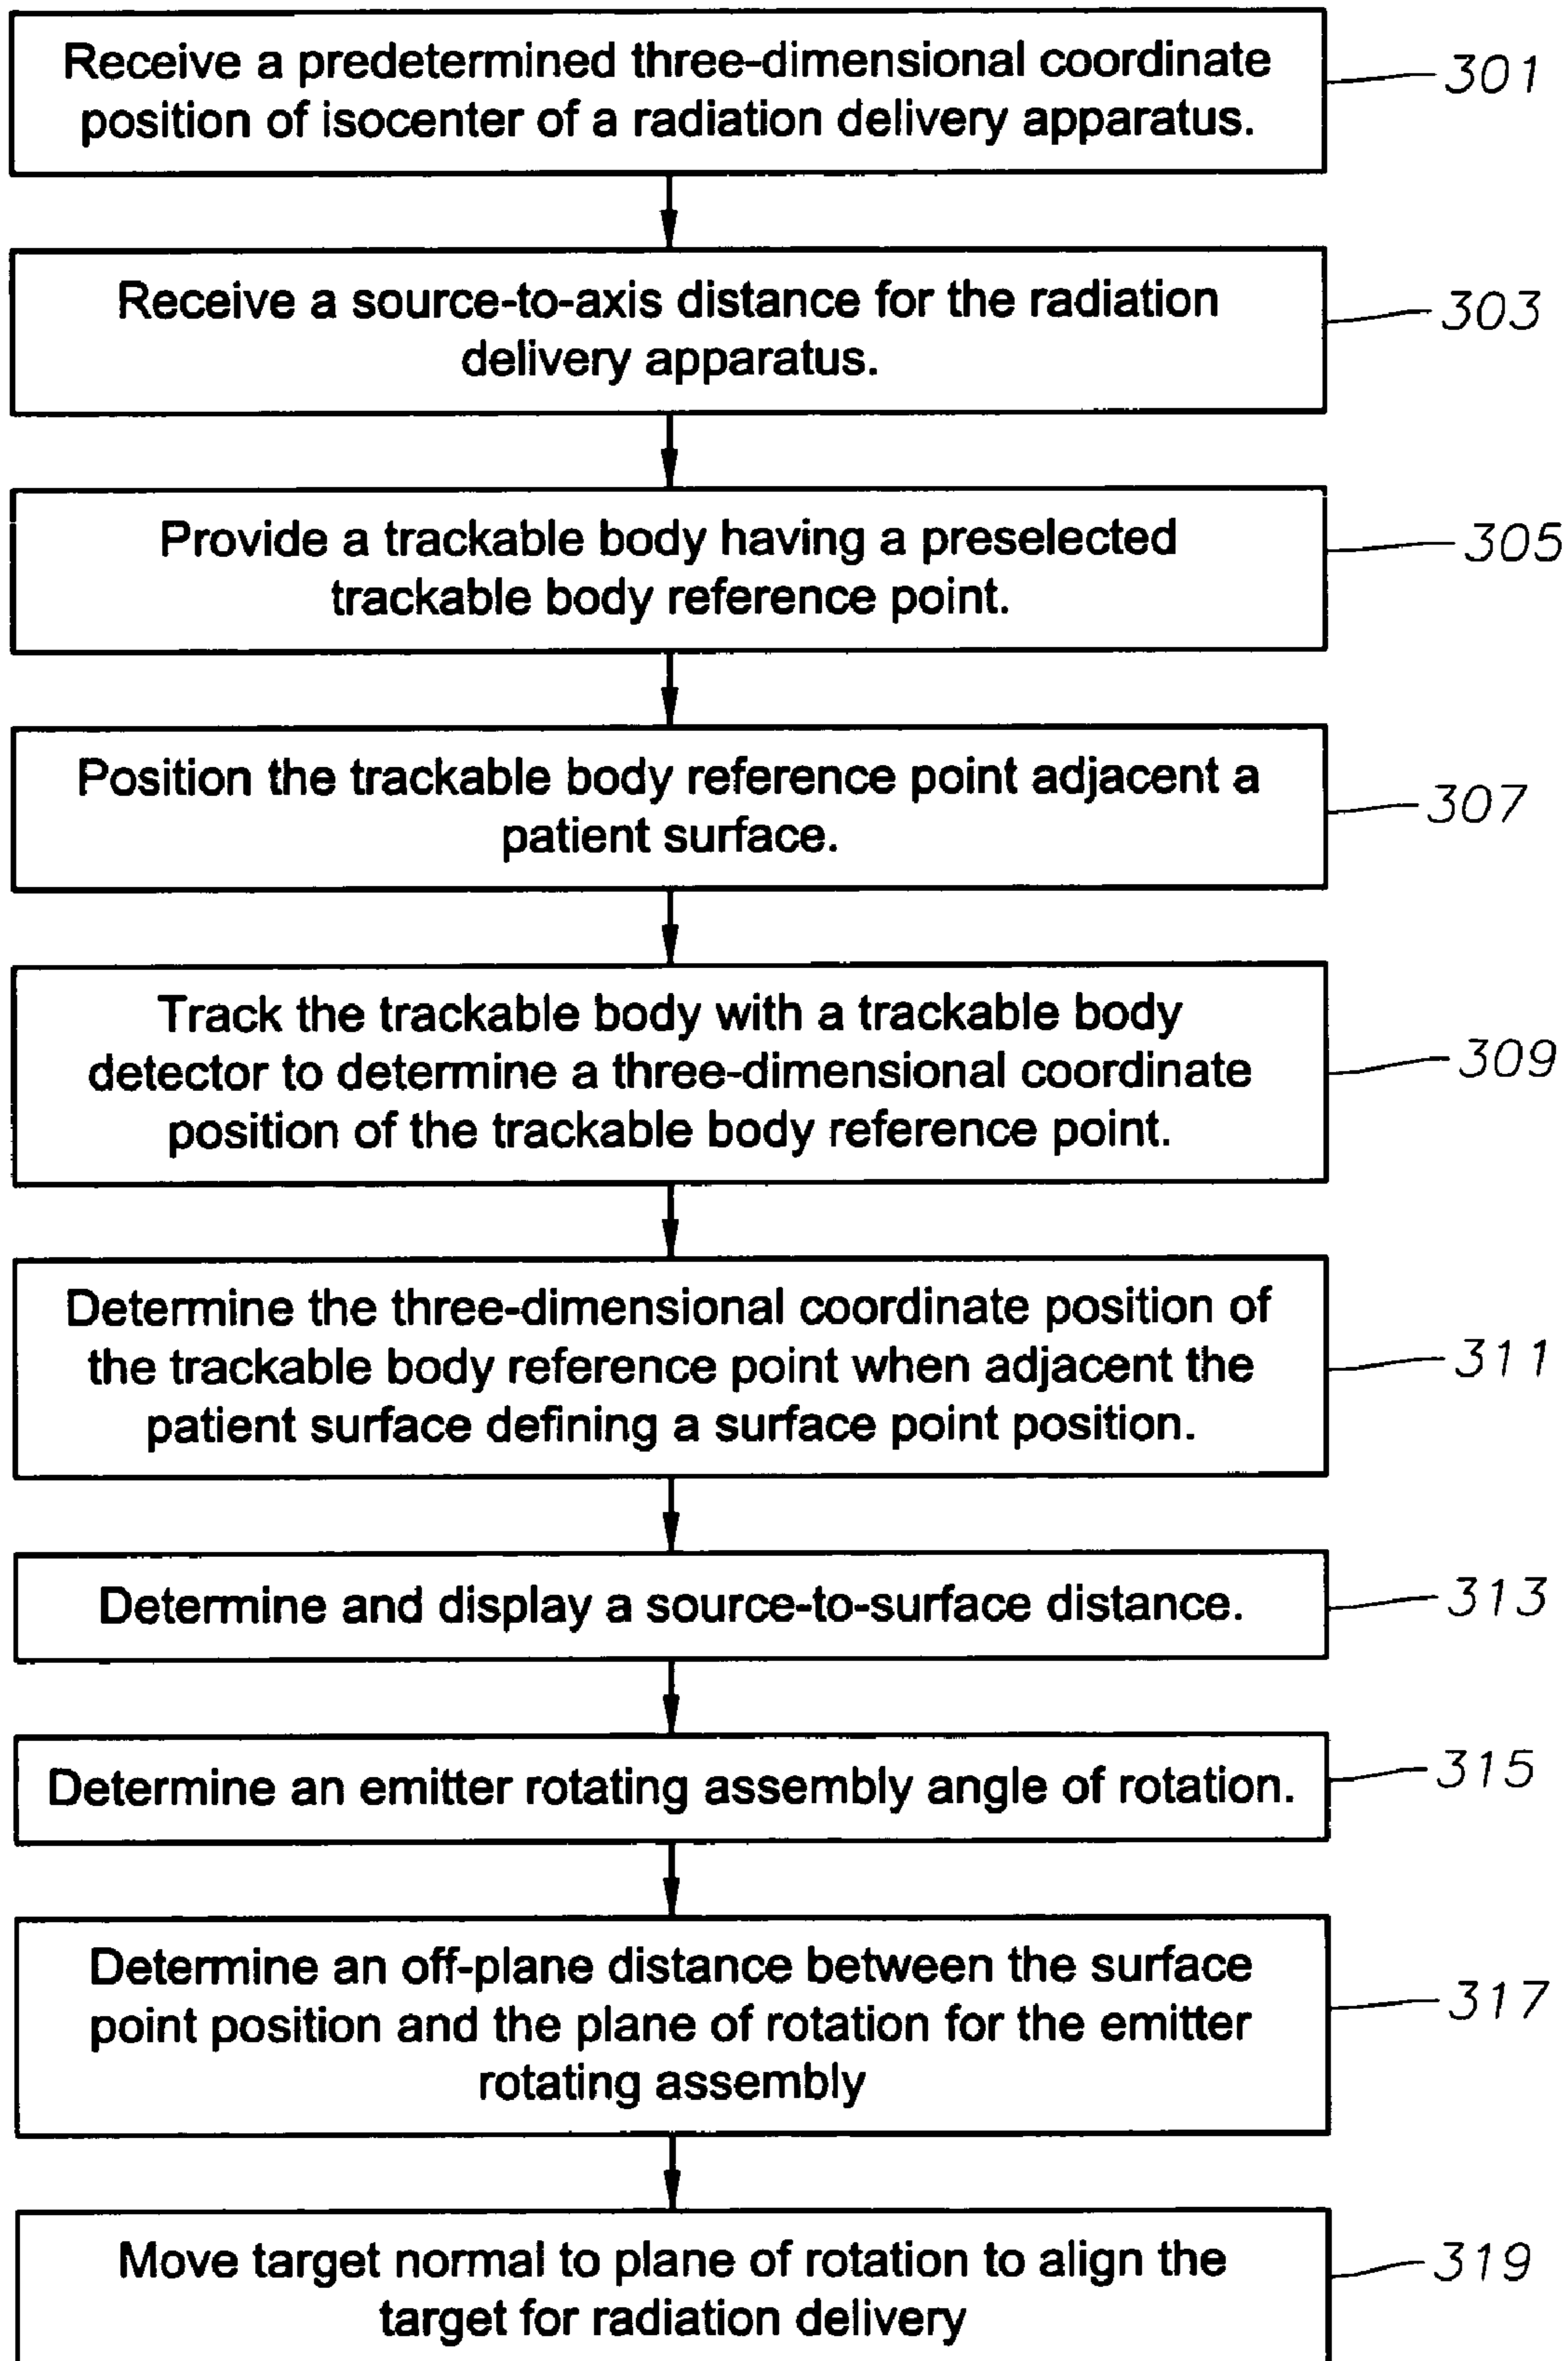 Receive a predetermined three-dimensional coordinate
position of isocenter of a radiation delivery apparatus.
301
Receive a source-to-axis distance for the radiation
delivery apparatus.
303
Provide a trackable body having a preselected
trackable body reference point.
305
Position the trackable body reference point adjacent a
patient surface.
307
Track the trackable body with a trackable body
detector to determine a three-dimensional coordinate
position of the trackable body reference point.
309
Determine the three-dimensional coordinate position of
the trackable body reference point when adjacent the
patient surface defining a surface point position.
311
Determine and display a source-to-surface distance.
313
Determine an emitter rotating assembly angle of rotation.
315
Determine an off-plane distance between the surface
point position and the plane of rotation for the emitter
rotating assembly
317
Move target normal to plane of rotation to align the
target for radiation delivery
319